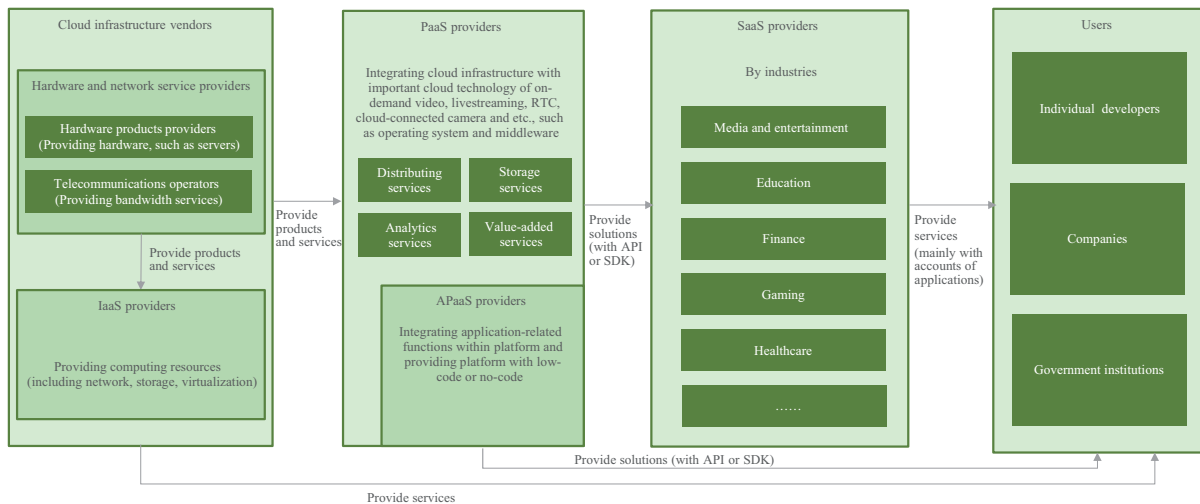 Cloud infrastructure vendors
Hardware and network service providers
Hardware products providers
(Providing hardware, such as servers)
Telecommunications operators
(Providing bandwidth services)
Provide products
and services
IaaS providers
Providing computing resources
(including network, storage, virtualization)
Provide
products
and services
PaaS providers
Integrating cloud infrastructure with
important cloud technology of on-
demand video, livestreaming, RTC,
cloud-connected camera and etc., such
as operating system and middleware
Distributing
services
Storage
services
Analytics
services
Value-added
services
APaaS providers
Integrating application-related
functions within platform and
providing platform with low-
code or no-code
Provide
solutions
(with API
or SDK)
SaaS providers
By industries
Media and entertainment
Education
Finance
Gaming
Healthcare
……
Provide
services
(mainly with
accounts of
applications)
Users
Individual developers
Companies
Government institutions
Provide solutions (with API or SDK)
Provide services